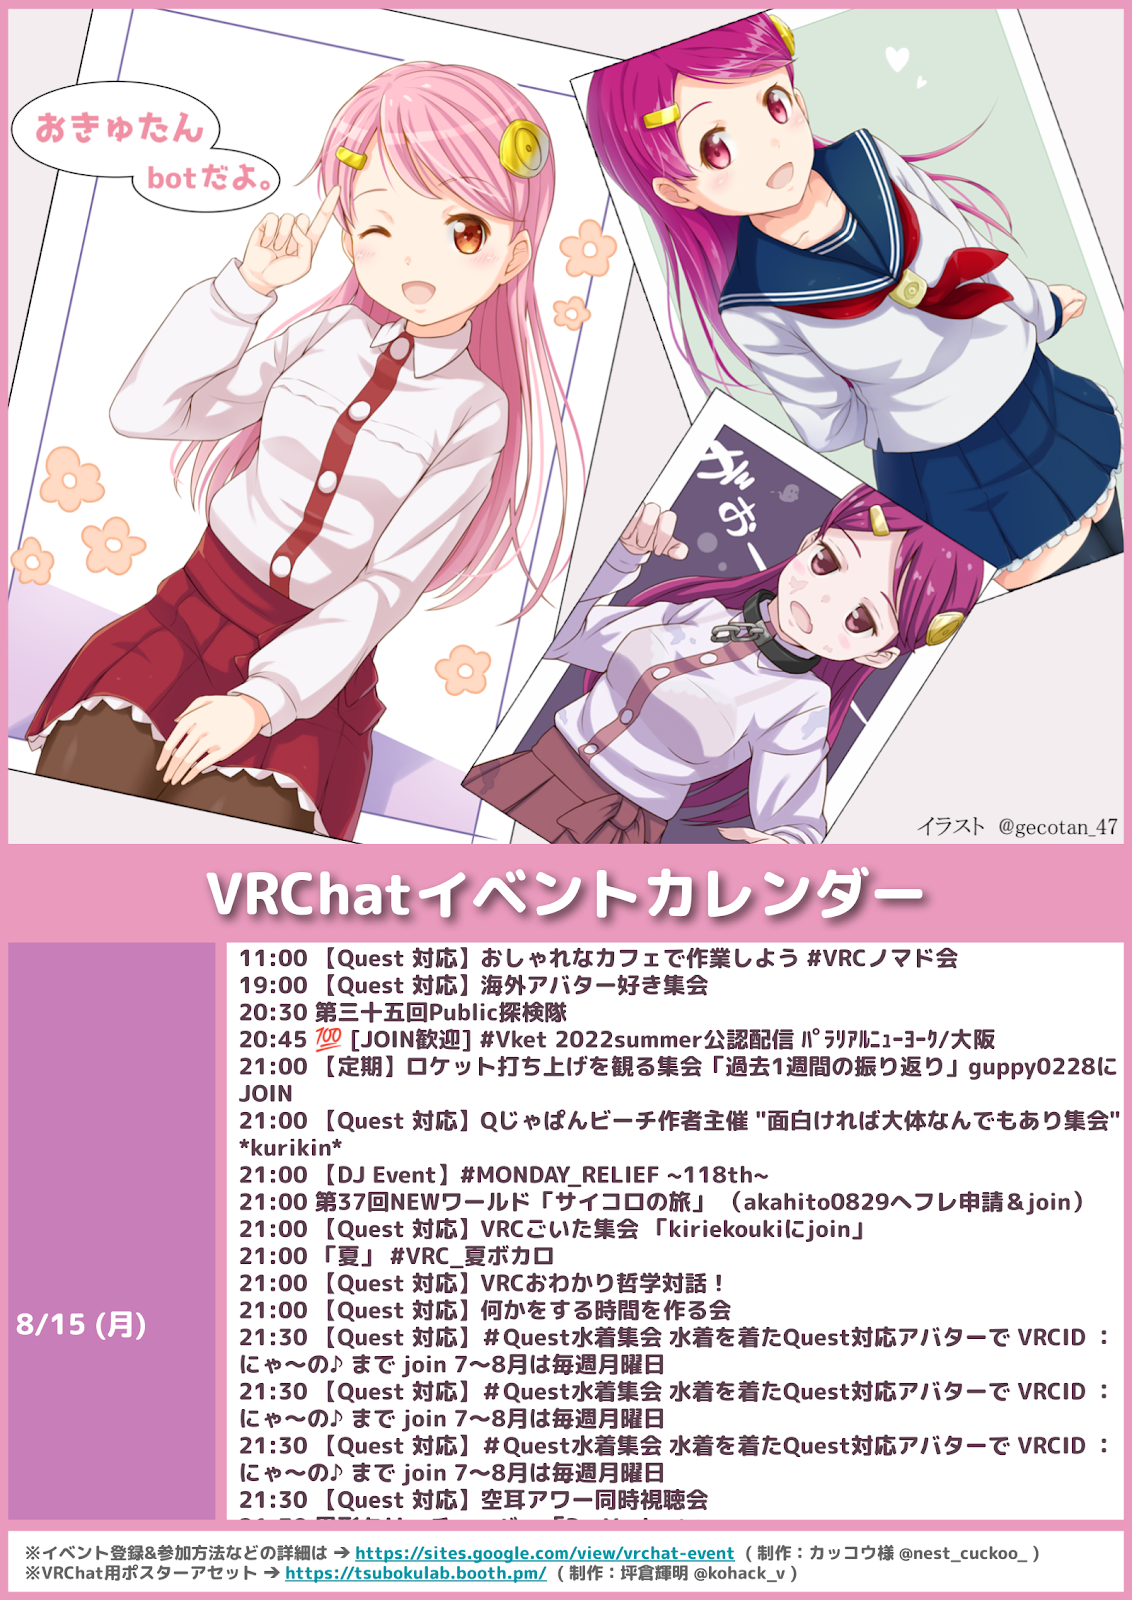 おきゅたん
botだよ。
がおー
イラスト @gecotan_47
VRChatイベントカレンダー
8/15 (月)
11:00 【Quest 対応】おしゃれなカフェで作業しよう #VRCノマド会
19:00 【Quest 対応】海外アバター好き集会
20:30 第三十五回Public探検隊
20:45 💯 [JOIN歓迎] #Vket 2022summer公認配信 ﾊﾟﾗﾘｱﾙﾆｭｰﾖｰｸ/大阪
21:00 【定期】ロケット打ち上げを観る集会「過去1週間の振り返り」guppy0228に
JOIN
21:00 【Quest 対応】Qじゃぱんビーチ作者主催 "面白ければ大体なんでもあり集会"
*kurikin*
21:00 【DJ Event】#MONDAY_RELIEF ~118th~
21:00 第37回NEWワールド「サイコロの旅」 （akahito0829へフレ申請＆join）
21:00 【Quest 対応】VRCごいた集会 「kiriekoukiにjoin」
21:00 「夏」 #VRC_夏ボカロ
21:00 【Quest 対応】VRCおわかり哲学対話！
21:00 【Quest 対応】何かをする時間を作る会
21:30 【Quest 対応】＃Quest水着集会 水着を着たQuest対応アバターで VRCID ：
にゃ～の♪ まで join 7～8月は毎週月曜日
21:30 【Quest 対応】＃Quest水着集会 水着を着たQuest対応アバターで VRCID ：
にゃ～の♪ まで join 7～8月は毎週月曜日
21:30 【Quest 対応】＃Quest水着集会 水着を着たQuest対応アバターで VRCID ：
にゃ～の♪ まで join 7～8月は毎週月曜日
21:30 【Quest 対応】空耳アワー同時視聴会
※イベント登録&参加方法などの詳細は ➔ https://sites.google.com/view/vrchat-event ( 制作：カッコウ様 @nest_cuckoo_ )
※VRChat用ポスターアセット ➔ https://tsubokulab.booth.pm/ ( 制作：坪倉輝明 @kohack_v )